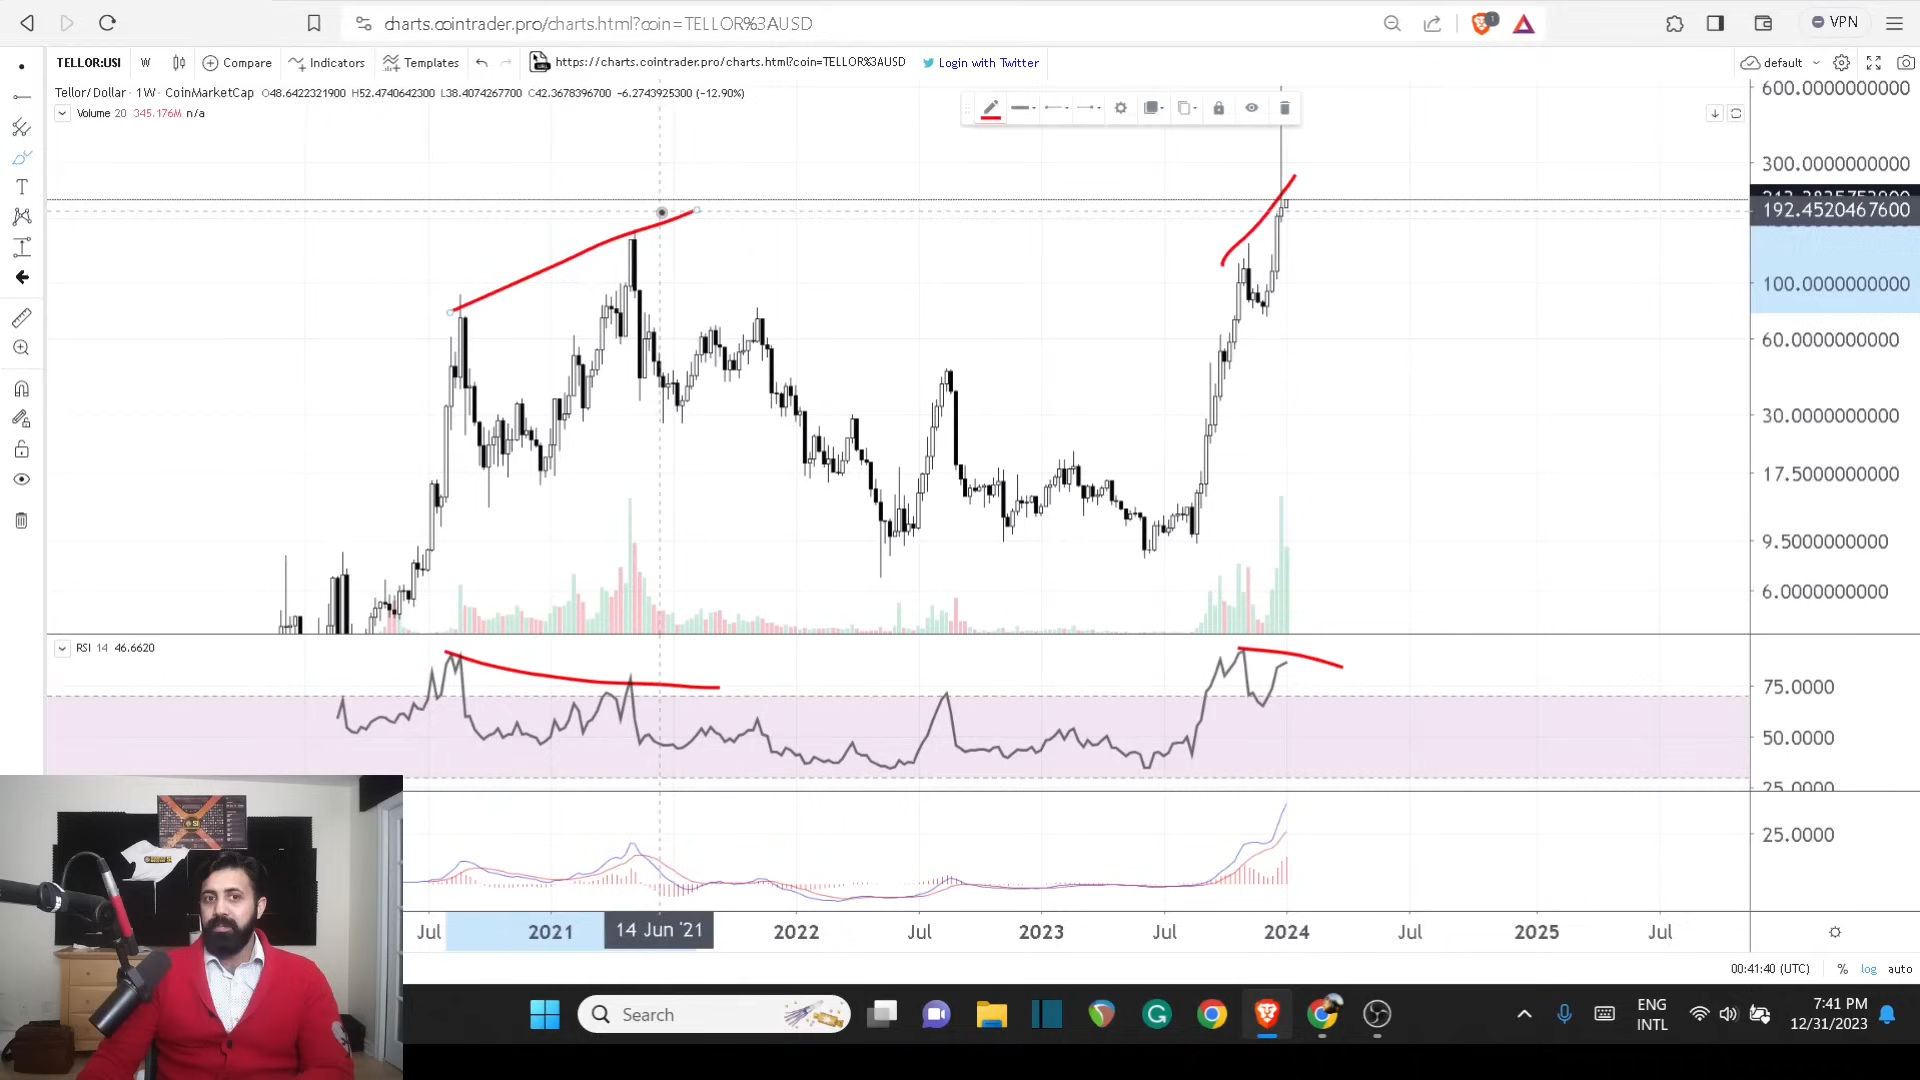 charts.cointrader.pro/charts.html?coin=TELLOR%3AUSD
1
VPN
TELLOR:USI
W
Compare
Indicators
Templates
https://charts.cointrader.pro/charts.html?coin=TELLOR%3AUSD
Login with Twitter
default
Tellor/Dollar · 1W · CoinMarketCap O48.6422321900 H52.4740642300 L38.4074267700 C42.3678396700 -6.2743925300 (-12.90%)
Volume 20 345.176M n/a
T
600.0000000000
300.0000000000
192.4520467600
100.0000000000
60.0000000000
30.0000000000
17.5000000000
9.5000000000
6.0000000000
RSI 14 46.6620
75.0000
50.0000
25.0000
25.0000
Jul
2021
14 Jun '21
2022
Jul
2023
Jul
2024
Jul
2025
Jul
00:41:40 (UTC)
%
log
auto
Search
ENG
INTL
7:41 PM
12/31/2023